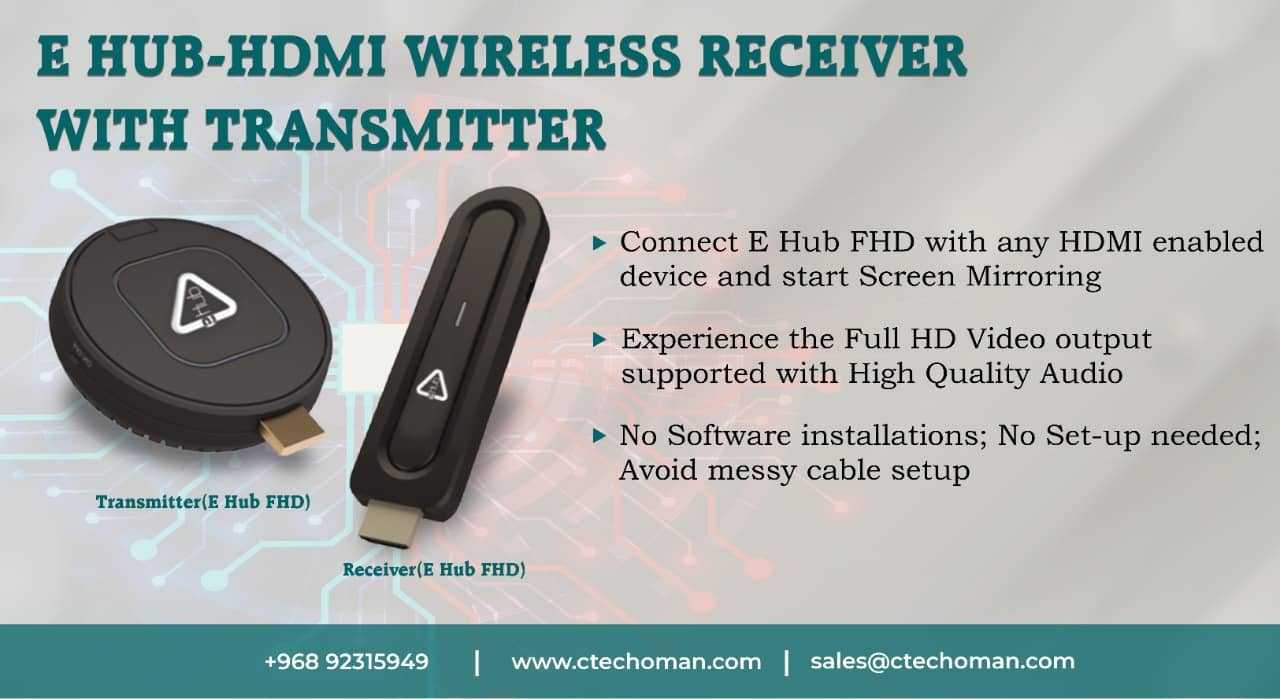 E HUB-HDMI WIRELESS RECEIVER
WITH TRANSMITTER
Connect E Hub FHD with any HDMI enabled
device and start Screen Mirroring
Experience the Full HD Video output
supported with High Quality Audio
No Software installations; No Set-up needed;
Avoid messy cable setup
eHub
eHub
Transmitter(E Hub FHD)
Receiver(E Hub FHD)
+968 92315949 | www.ctechoman.com | sales@ctechoman.com